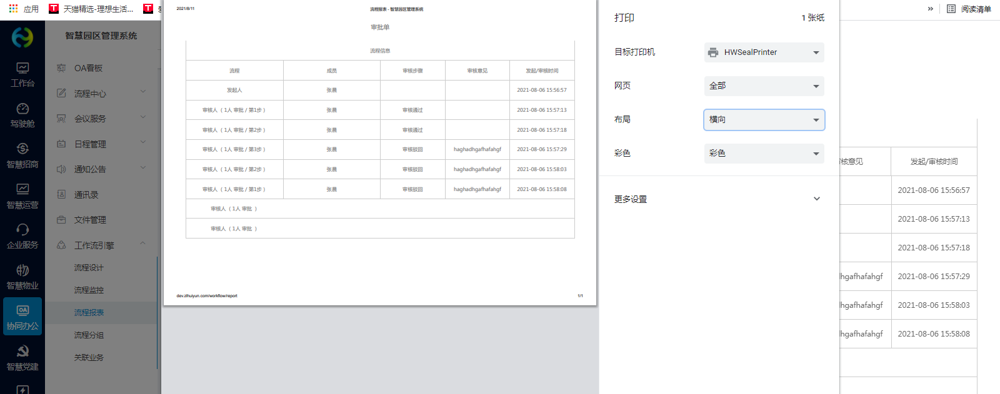 应用
天猫精选-理想生活...
»
阅读清单
智慧园区管理系统
工作台
驾驶舱
智慧招商
智慧运营
企业服务
智慧物业
OA
协同办公
智慧党建
OA看板
流程中心
会议服务
日程管理
通知公告
通讯录
文件管理
工作流引擎
流程设计
流程监控
流程报表
流程分组
关联业务
2021/8/11 流程报表 - 智慧园区管理系统
审批单
流程信息
流程 成员 审核步骤 审核意见 发起/审核时间
发起人 张晨 2021-08-06 15:56:57
审核人（1人 审批 / 第1步） 张晨 审核通过 2021-08-06 15:57:13
审核人（1人 审批 / 第2步） 张晨 审核通过 2021-08-06 15:57:18
审核人（1人 审批 / 第3步） 张晨 审核驳回 haghadhgafhafahgf 2021-08-06 15:57:29
审核人（1人 审批 / 第2步） 张晨 审核驳回 haghadhgafhafahgf 2021-08-06 15:58:03
审核人（1人 审批 / 第1步） 张晨 审核驳回 haghadhgafhafahgf 2021-08-06 15:58:08
审核人（1人 审批 ）
审核人（1人 审批 ）
dev.zlhuiyun.com/workflow/report 1/1
打印 1 张纸
目标打印机 HWSealPrinter
网页 全部
布局 横向
彩色 彩色
更多设置
核意见 发起/审核时间
2021-08-06 15:56:57
2021-08-06 15:57:13
2021-08-06 15:57:18
hgafhafahgf 2021-08-06 15:57:29
hgafhafahgf 2021-08-06 15:58:03
hgafhafahgf 2021-08-06 15:58:08